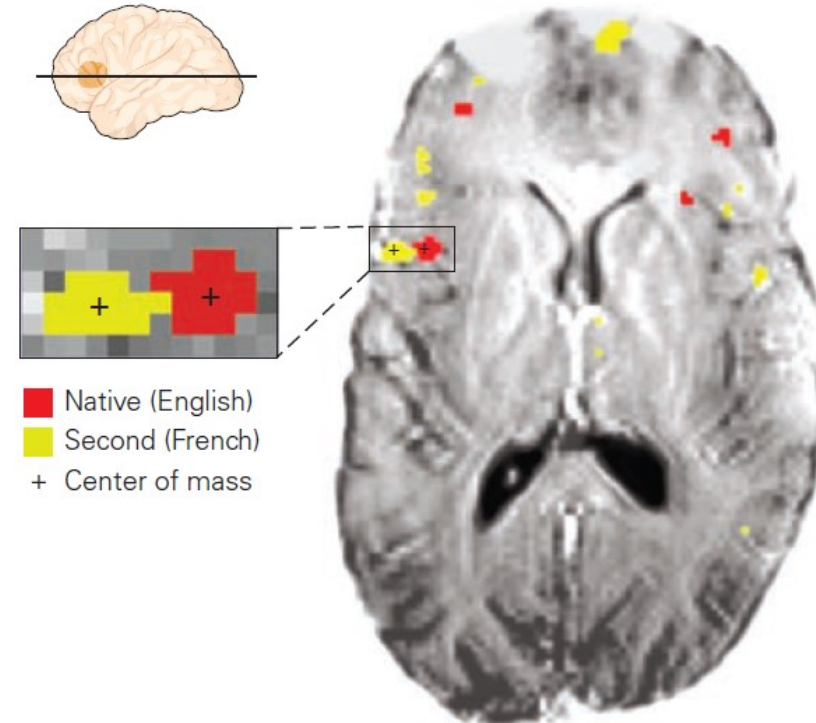 Native (English)
Second (French)
+ Center of mass